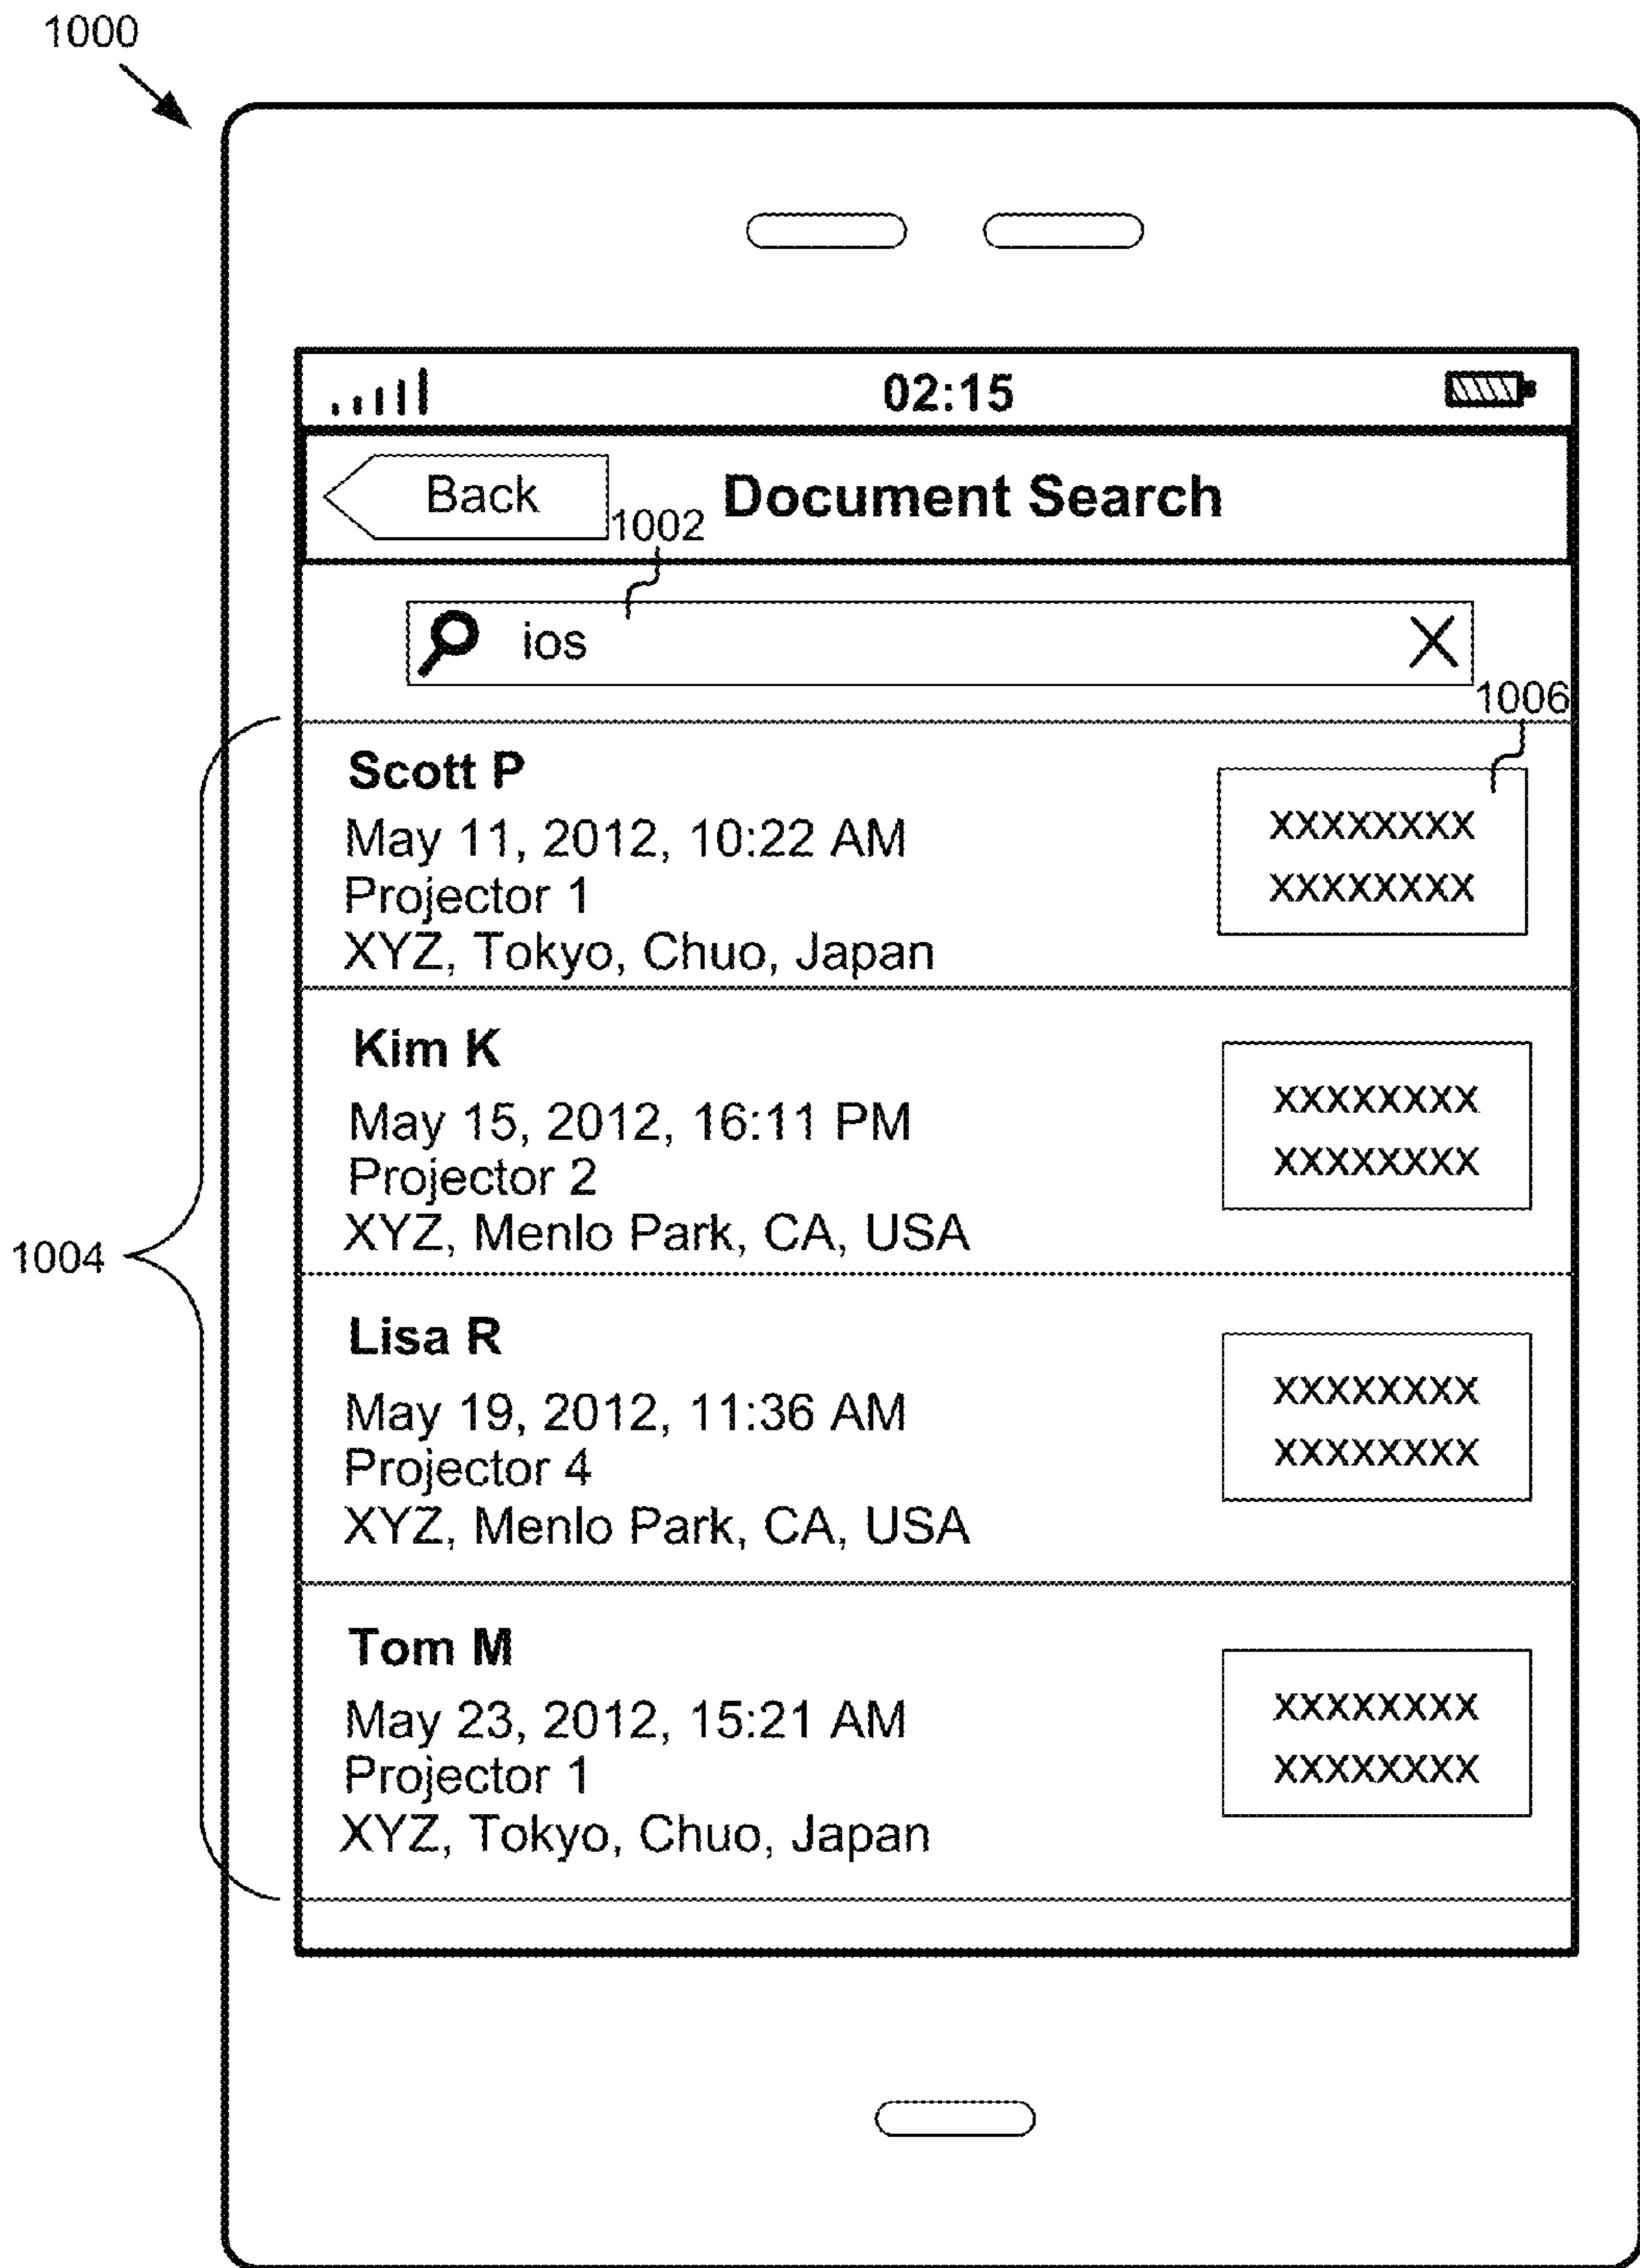 1000
02:15
Back
1002
Document Search
ios
1006
Scott P
May 11, 2012, 10:22 AM
Projector 1
XYZ, Tokyo, Chuo, Japan
XXXXXXXX
XXXXXXXX
Kim K
May 15, 2012, 16:11 PM
Projector 2
XYZ, Menlo Park, CA, USA
XXXXXXXX
XXXXXXXX
1004
Lisa R
May 19, 2012, 11:36 AM
Projector 4
XYZ, Menlo Park, CA, USA
XXXXXXXX
XXXXXXXX
Tom M
May 23, 2012, 15:21 AM
Projector 1
XYZ, Tokyo, Chuo, Japan
XXXXXXXX
XXXXXXXX